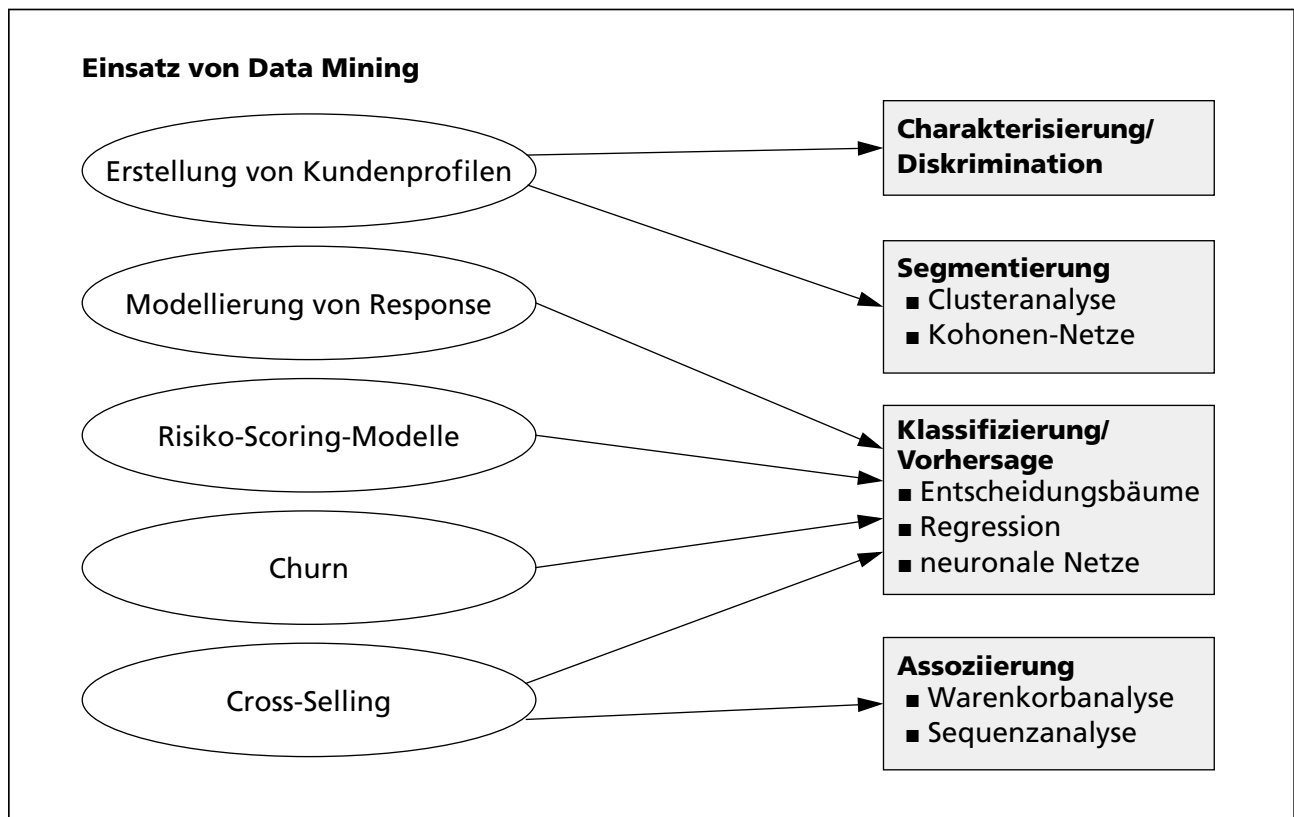 Einsatz von Data Mining
Erstellung von Kundenprofilen
Modellierung von Response
Risiko-Scoring-Modelle
Churn
Cross-Selling
Charakterisierung/
Diskrimination
Segmentierung
■ Clusteranalyse
■ Kohonen-Netze
Klassifizierung/
Vorhersage
■ Entscheidungsbäume
■ Regression
■ neuronale Netze
Assoziierung
■ Warenkorbanalyse
■ Sequenzanalyse